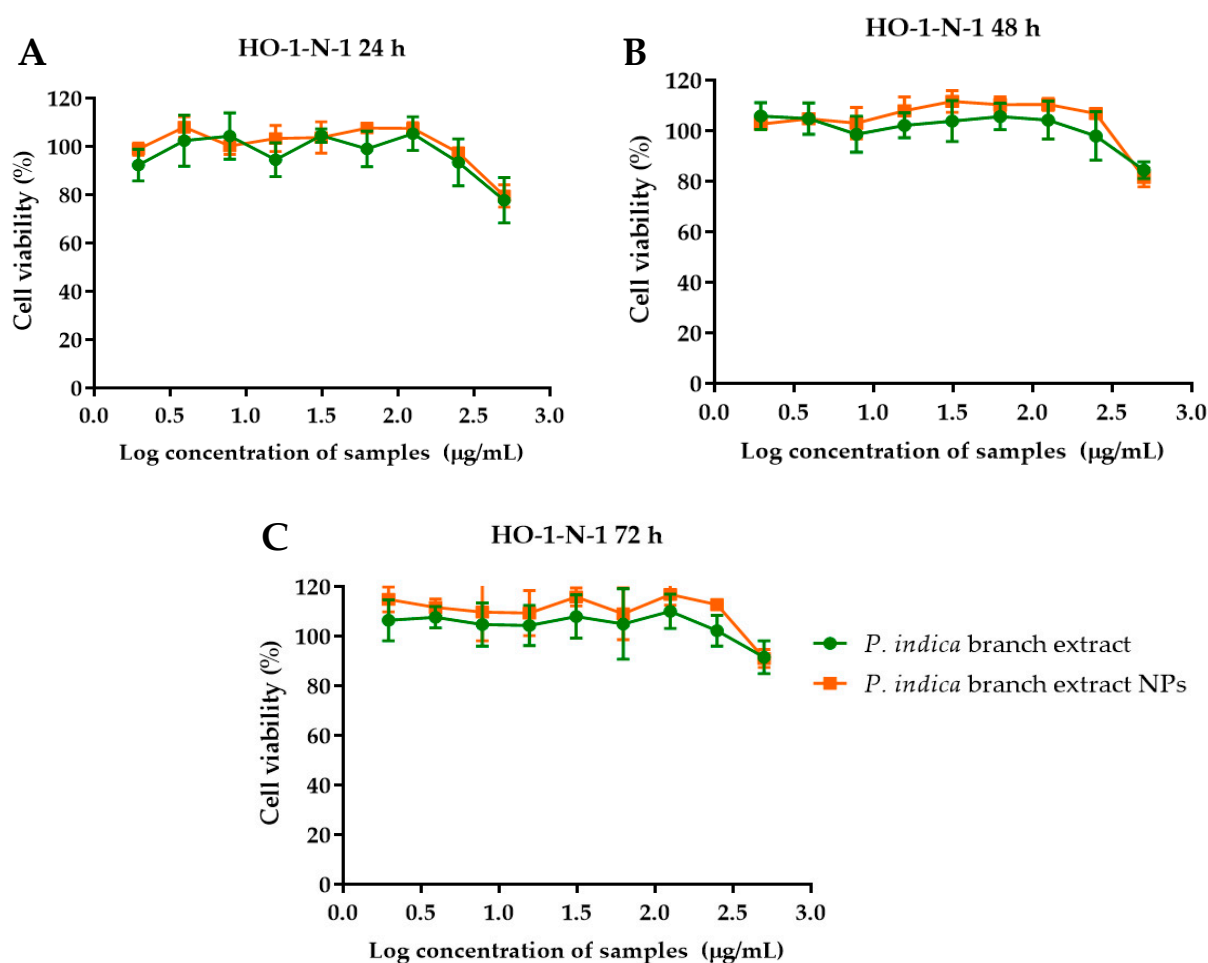 A
HO-1-N-1 24 h
Cell viability (%)
120
100
80
60
40
20
0
0.0 0.5 1.0 1.5 2.0 2.5 3.0
Log concentration of samples (µg/mL)
B
HO-1-N-1 48 h
Cell viability (%)
120
100
80
60
40
20
0
0.0 0.5 1.0 1.5 2.0 2.5 3.0
Log concentration of samples (µg/mL)
C
HO-1-N-1 72 h
Cell viability (%)
120
100
80
60
40
20
0
0.0 0.5 1.0 1.5 2.0 2.5 3.0
Log concentration of samples (µg/mL)
P. indica branch extract
P. indica branch extract NPs